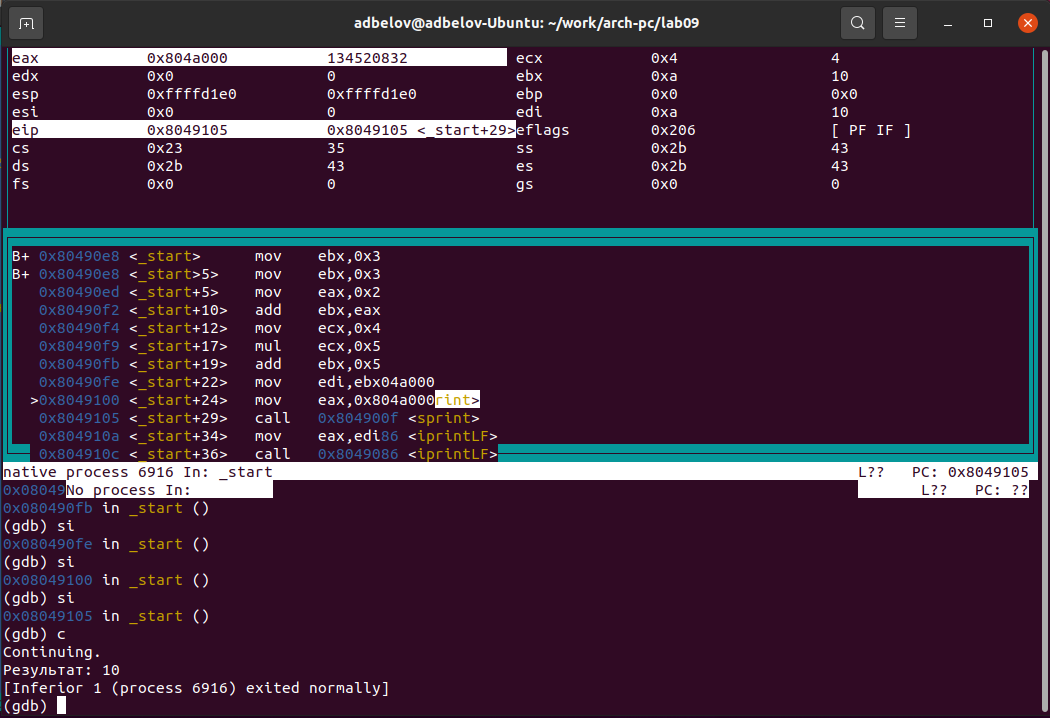 adbelov@adbelov-Ubuntu: ~/work/arch-pc/lab09
eax 0x804a000 134520832 ecx 0x4 4
edx 0x0 0 ebx 0xa 10
esp 0xffffd1e0 0xffffd1e0 ebp 0x0 0x0
esi 0x0 0 edi 0xa 10
eip 0x8049105 0x8049105 <_start+29>eflags 0x206 [ PF IF ]
cs 0x23 35 ss 0x2b 43
ds 0x2b 43 es 0x2b 43
fs 0x0 0 gs 0x0 0
B+ 0x80490e8 <_start> mov ebx,0x3
B+ 0x80490e8 <_start>5> mov ebx,0x3
0x80490ed <_start+5> mov eax,0x2
0x80490f2 <_start+10> add ebx,eax
0x80490f4 <_start+12> mov ecx,0x4
0x80490f9 <_start+17> mul ecx,0x5
0x80490fb <_start+19> add ebx,0x5
0x80490fe <_start+22> mov edi,ebx04a000
>0x8049100 <_start+24> mov eax,0x804a000rint>
0x8049105 <_start+29> call 0x804900f <sprint>
0x804910a <_start+34> mov eax,edi86 <iprintLF>
0x804910c <_start+36> call 0x8049086 <iprintLF>
native process 6916 In: _start L?? PC: 0x8049105
0x08049No process In: L?? PC: ??
0x080490fb in _start ()
(gdb) si
0x080490fe in _start ()
(gdb) si
0x08049100 in _start ()
(gdb) si
0x08049105 in _start ()
(gdb) c
Continuing.
Результат: 10
[Inferior 1 (process 6916) exited normally]
(gdb)